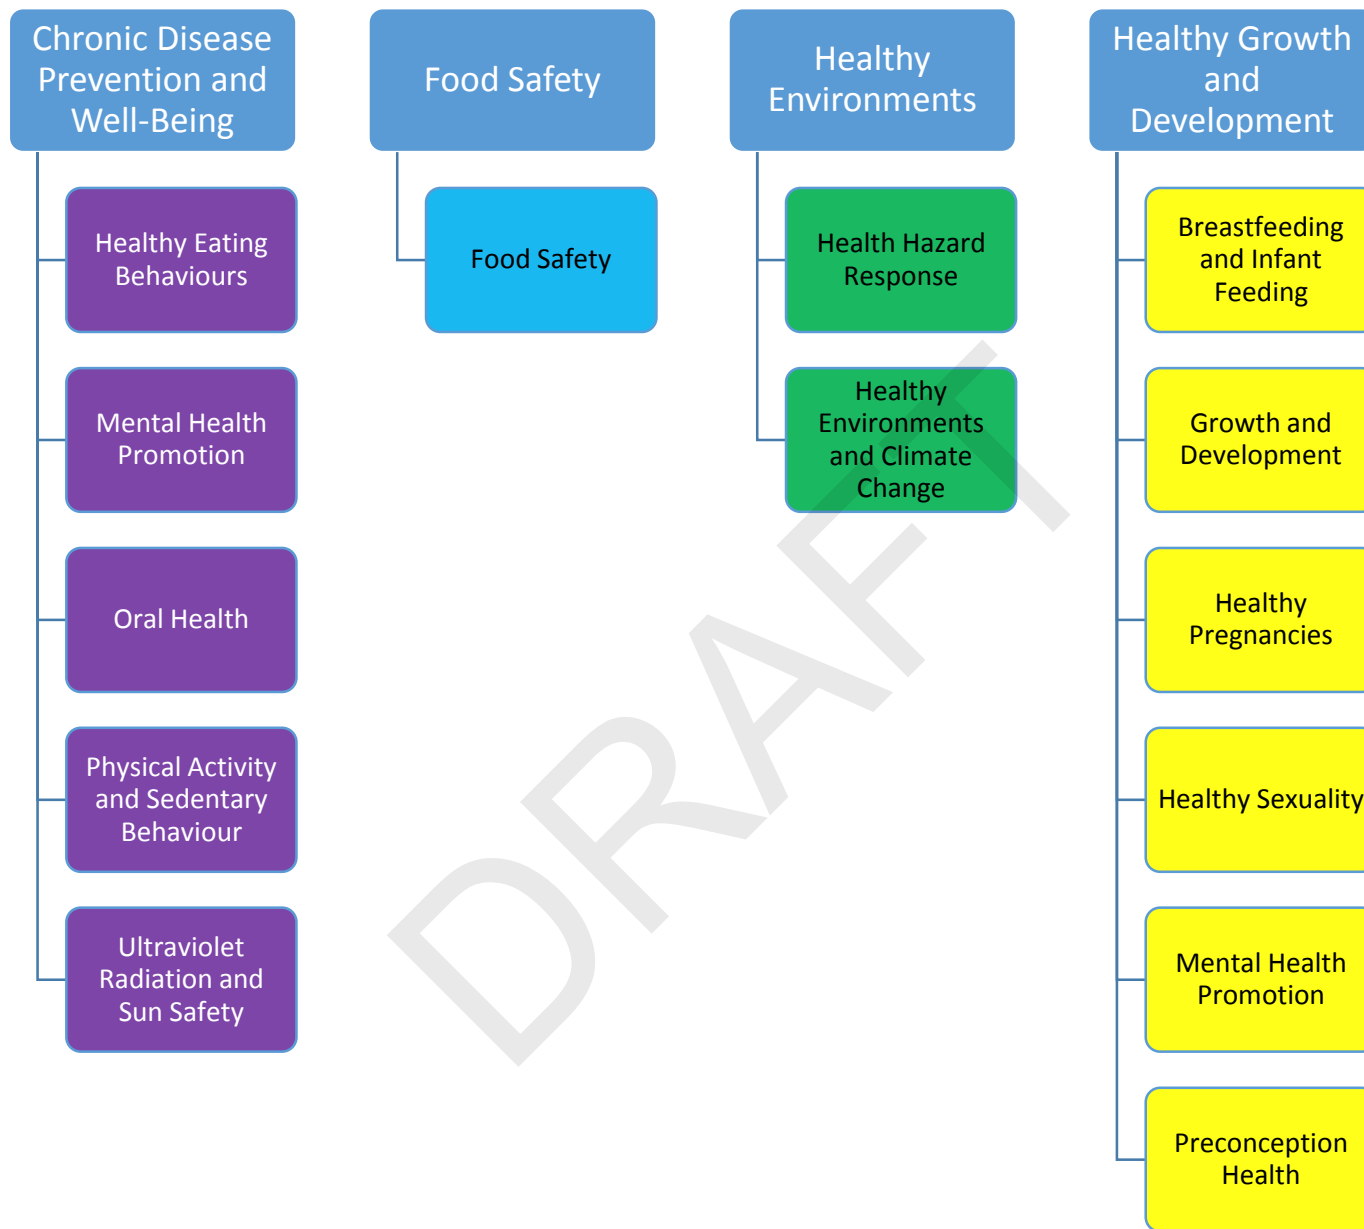 Chronic Disease
Prevention and
Well-Being
Healthy Eating
Behaviours
Mental Health
Promotion
Oral Health
Physical Activity
and Sedentary
Behaviour
Ultraviolet
Radiation and
Sun Safety
Food Safety
Food Safety
Healthy
Environments
Health Hazard
Response
Healthy
Environments
and Climate
Change
Healthy Growth
and
Development
Breastfeeding
and Infant
Feeding
Growth and
Development
Healthy
Pregnancies
Healthy Sexuality
Mental Health
Promotion
Preconception
Health
DRAFT